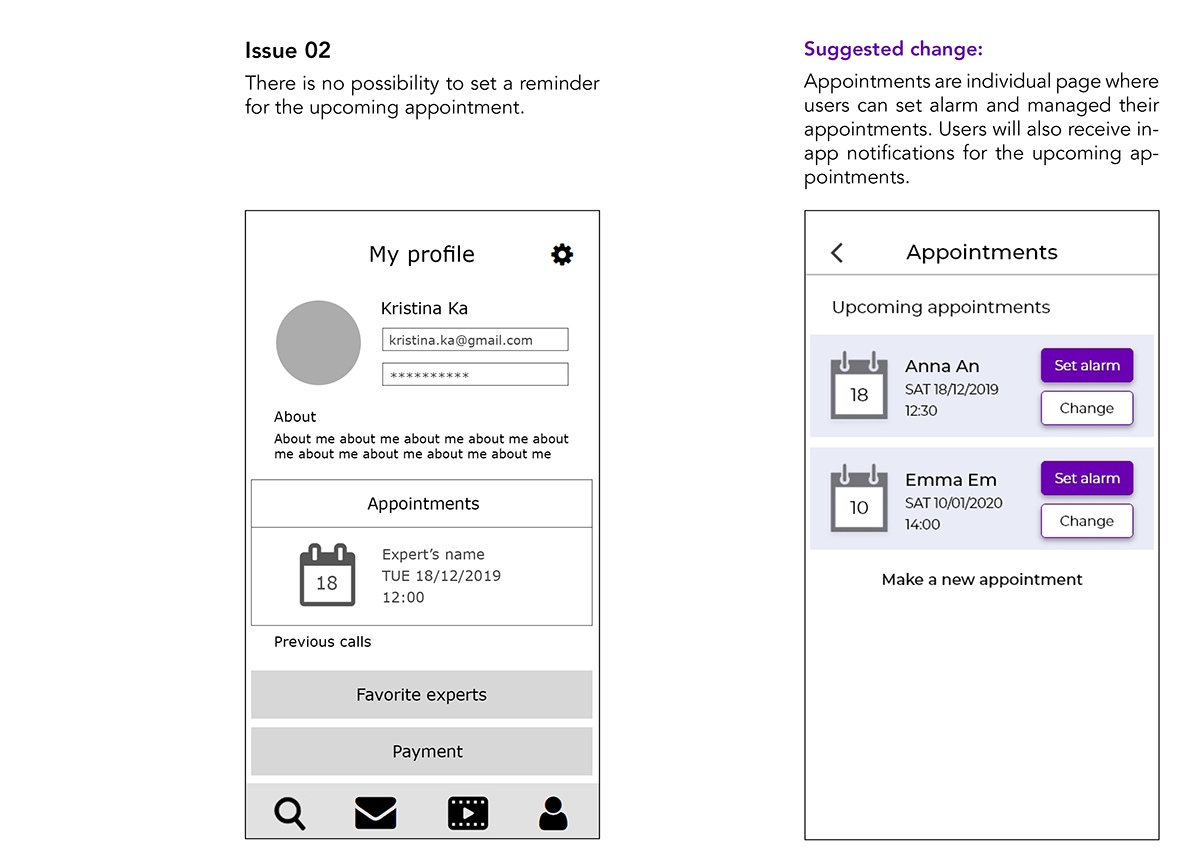 Issue 02
There is no possibility to set a reminder
for the upcoming appointment.
My profile
Kristina Ka
kristina.ka@gmail.com
**********
About
About me about me about me about me about
me about me about me about me about me
Appointments
18
Expert’s name
TUE 18/12/2019
12:00
Previous calls
Favorite experts
Payment
Suggested change:
Appointments are individual page where
users can set alarm and managed their
appointments. Users will also receive in-
app notifications for the upcoming ap-
pointments.
Appointments
Upcoming appointments
18
Anna An
SAT 18/12/2019
12:30
Set alarm
Change
10
Emma Em
SAT 10/01/2020
14:00
Set alarm
Change
Make a new appointment